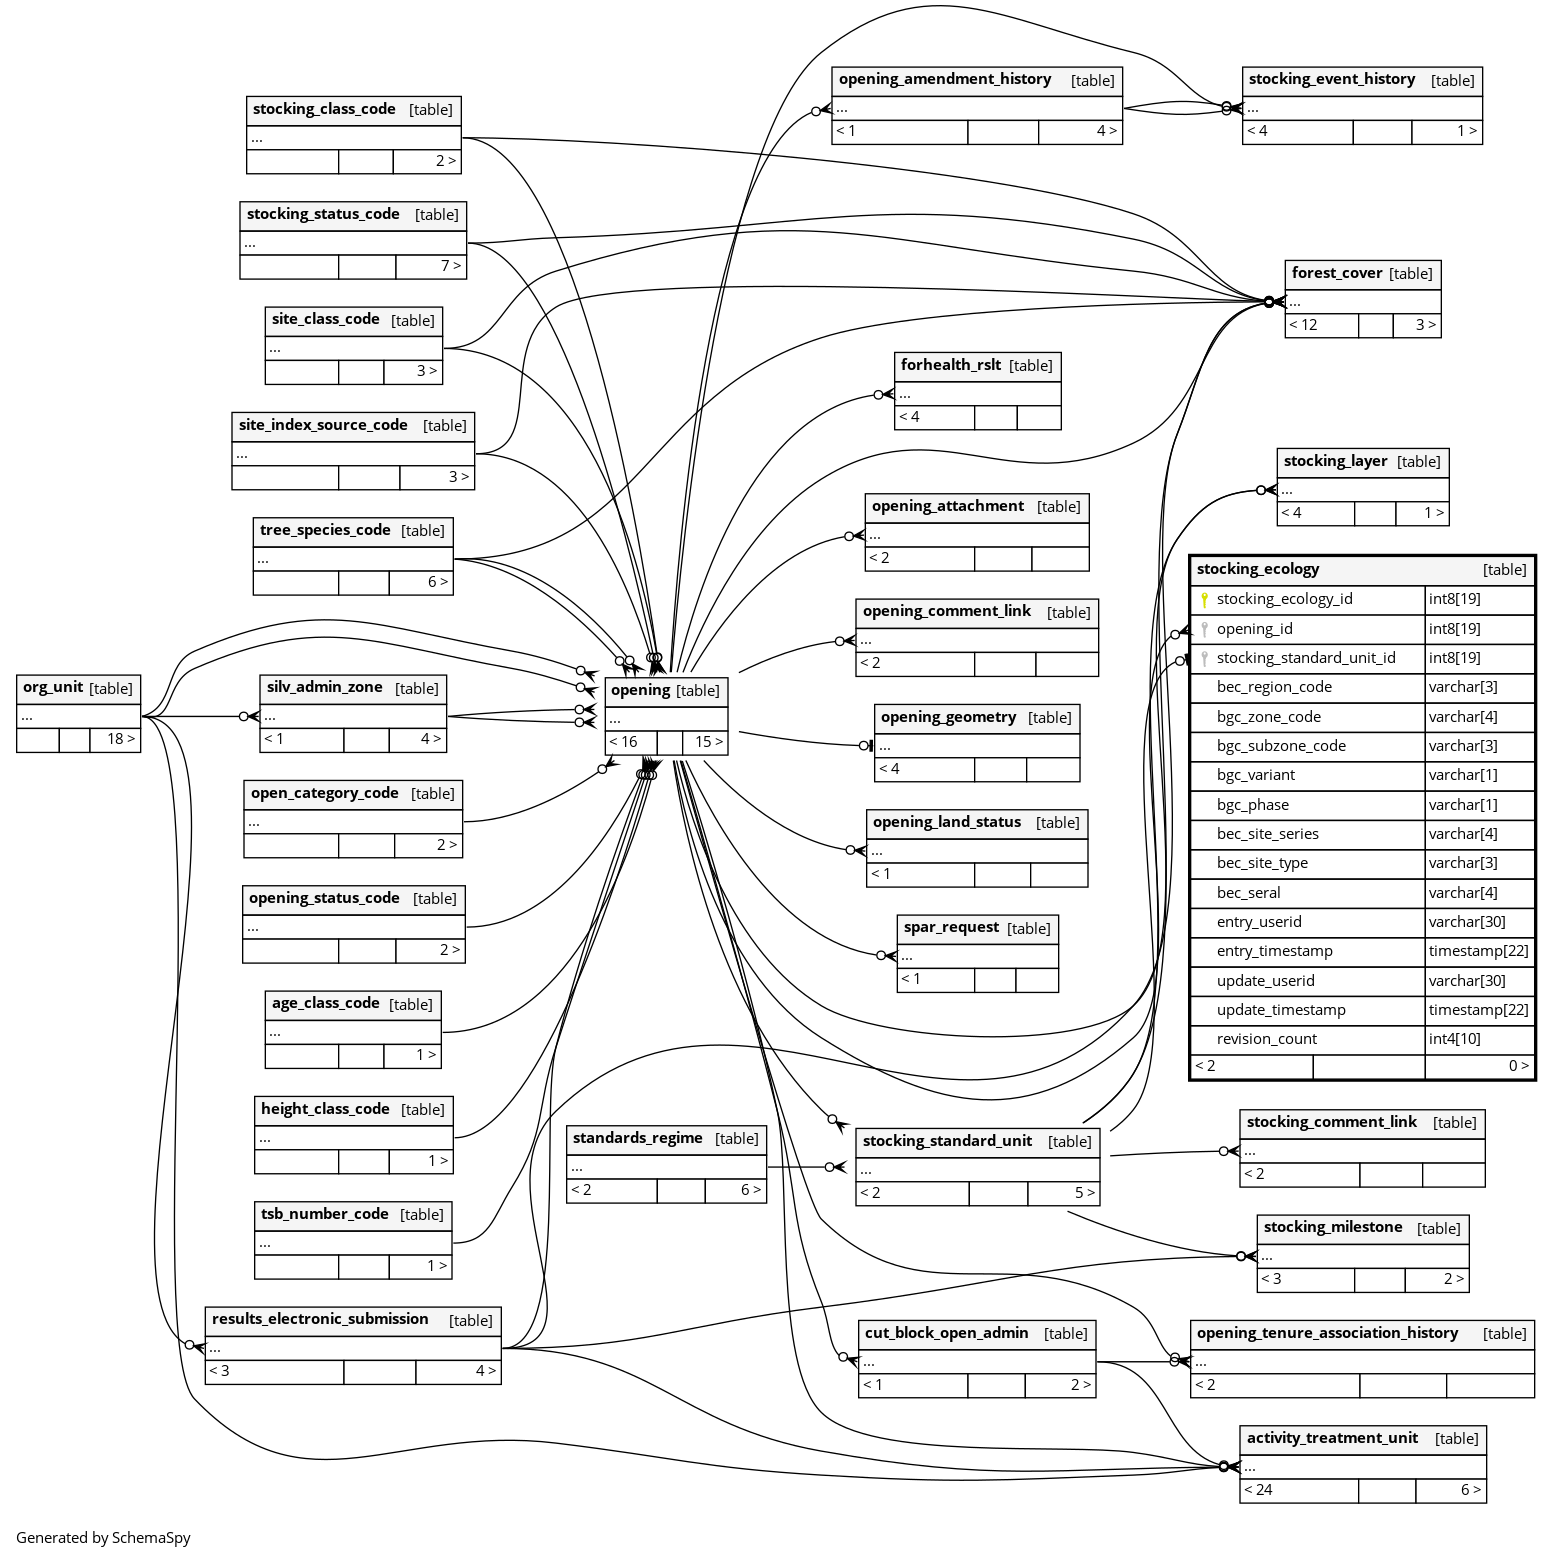 opening_amendment_history [table]
...
< 1 4 >
stocking_event_history [table]
...
< 4 1 >
stocking_class_code [table]
...
2 >
stocking_status_code [table]
...
7 >
forest_cover [table]
...
< 12 3 >
site_class_code [table]
...
3 >
forhealth_rslt [table]
...
< 4
site_index_source_code [table]
...
3 >
stocking_layer [table]
...
< 4 1 >
opening_attachment [table]
...
< 2
tree_species_code [table]
...
6 >
stocking_ecology [table]
stocking_ecology_id int8[19]
opening_id int8[19]
stocking_standard_unit_id int8[19]
bec_region_code varchar[3]
bgc_zone_code varchar[4]
bgc_subzone_code varchar[3]
bgc_variant varchar[1]
bgc_phase varchar[1]
bec_site_series varchar[4]
bec_site_type varchar[3]
bec_seral varchar[4]
entry_userid varchar[30]
entry_timestamp timestamp[22]
update_userid varchar[30]
update_timestamp timestamp[22]
revision_count int4[10]
< 2 0 >
opening_comment_link [table]
...
< 2
org_unit [table]
...
18 >
silv_admin_zone [table]
...
< 1 4 >
opening [table]
...
< 16 15 >
opening_geometry [table]
...
< 4
open_category_code [table]
...
2 >
opening_land_status [table]
...
< 1
opening_status_code [table]
...
2 >
spar_request [table]
...
< 1
age_class_code [table]
...
1 >
height_class_code [table]
...
1 >
standards_regime [table]
...
< 2 6 >
stocking_standard_unit [table]
...
< 2 5 >
stocking_comment_link [table]
...
< 2
tsb_number_code [table]
...
1 >
stocking_milestone [table]
...
< 3 2 >
results_electronic_submission [table]
...
< 3 4 >
cut_block_open_admin [table]
...
< 1 2 >
opening_tenure_association_history [table]
...
< 2
activity_treatment_unit [table]
...
< 24 6 >
Generated by SchemaSpy